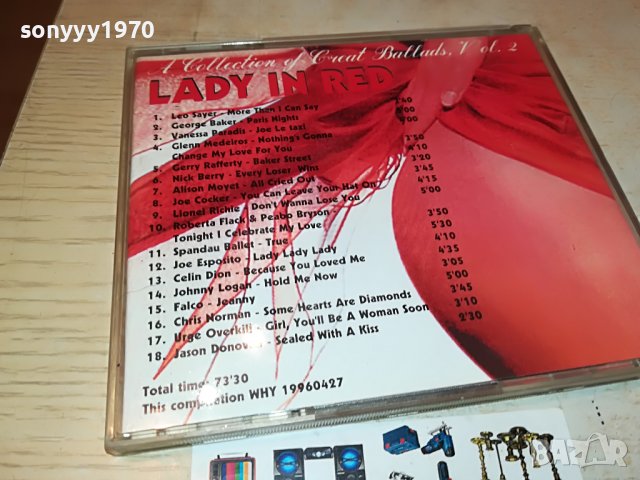 sonyyy1970
A Collection of Great Ballads, Vol. 2
LADY IN RED
1. Leo Sayer - More Than I Can Say 3'40
2. George Baker - Paris Nights
3. Vanessa Paradis - Joe Le taxi
4. Glenn Medeiros - Nothing's Gonna
Change My Love For You 3'50
5. Gerry Rafferty - Baker Street 4'10
6. Nick Berry - Every Loser Wins 3'20
7. Alison Moyet - All Cried Out 4'45
8. Joe Cocker - You Can Leave Your Hat On 4'15
9. Lionel Richie - Don't Wanna Lose You 5'00
10. Roberta Flack & Peabo Bryson -
Tonight I Celebrate My Love 3'50
11. Spandau Ballet - True 5'30
12. Joe Esposito - Lady Lady Lady 4'10
13. Celin Dion - Because You Loved Me 4'35
14. Johnny Logan - Hold Me Now 3'05
15. Falco - Jeanny 5'00
16. Chris Norman - Some Hearts Are Diamonds 3'45
17. Urge Overkill - Girl, You'll Be A Woman Soon 3'10
18. Jason Donovan - Sealed With A Kiss 2'30
Total time: 73'30
This compilation WHY 19960427
BAZAR